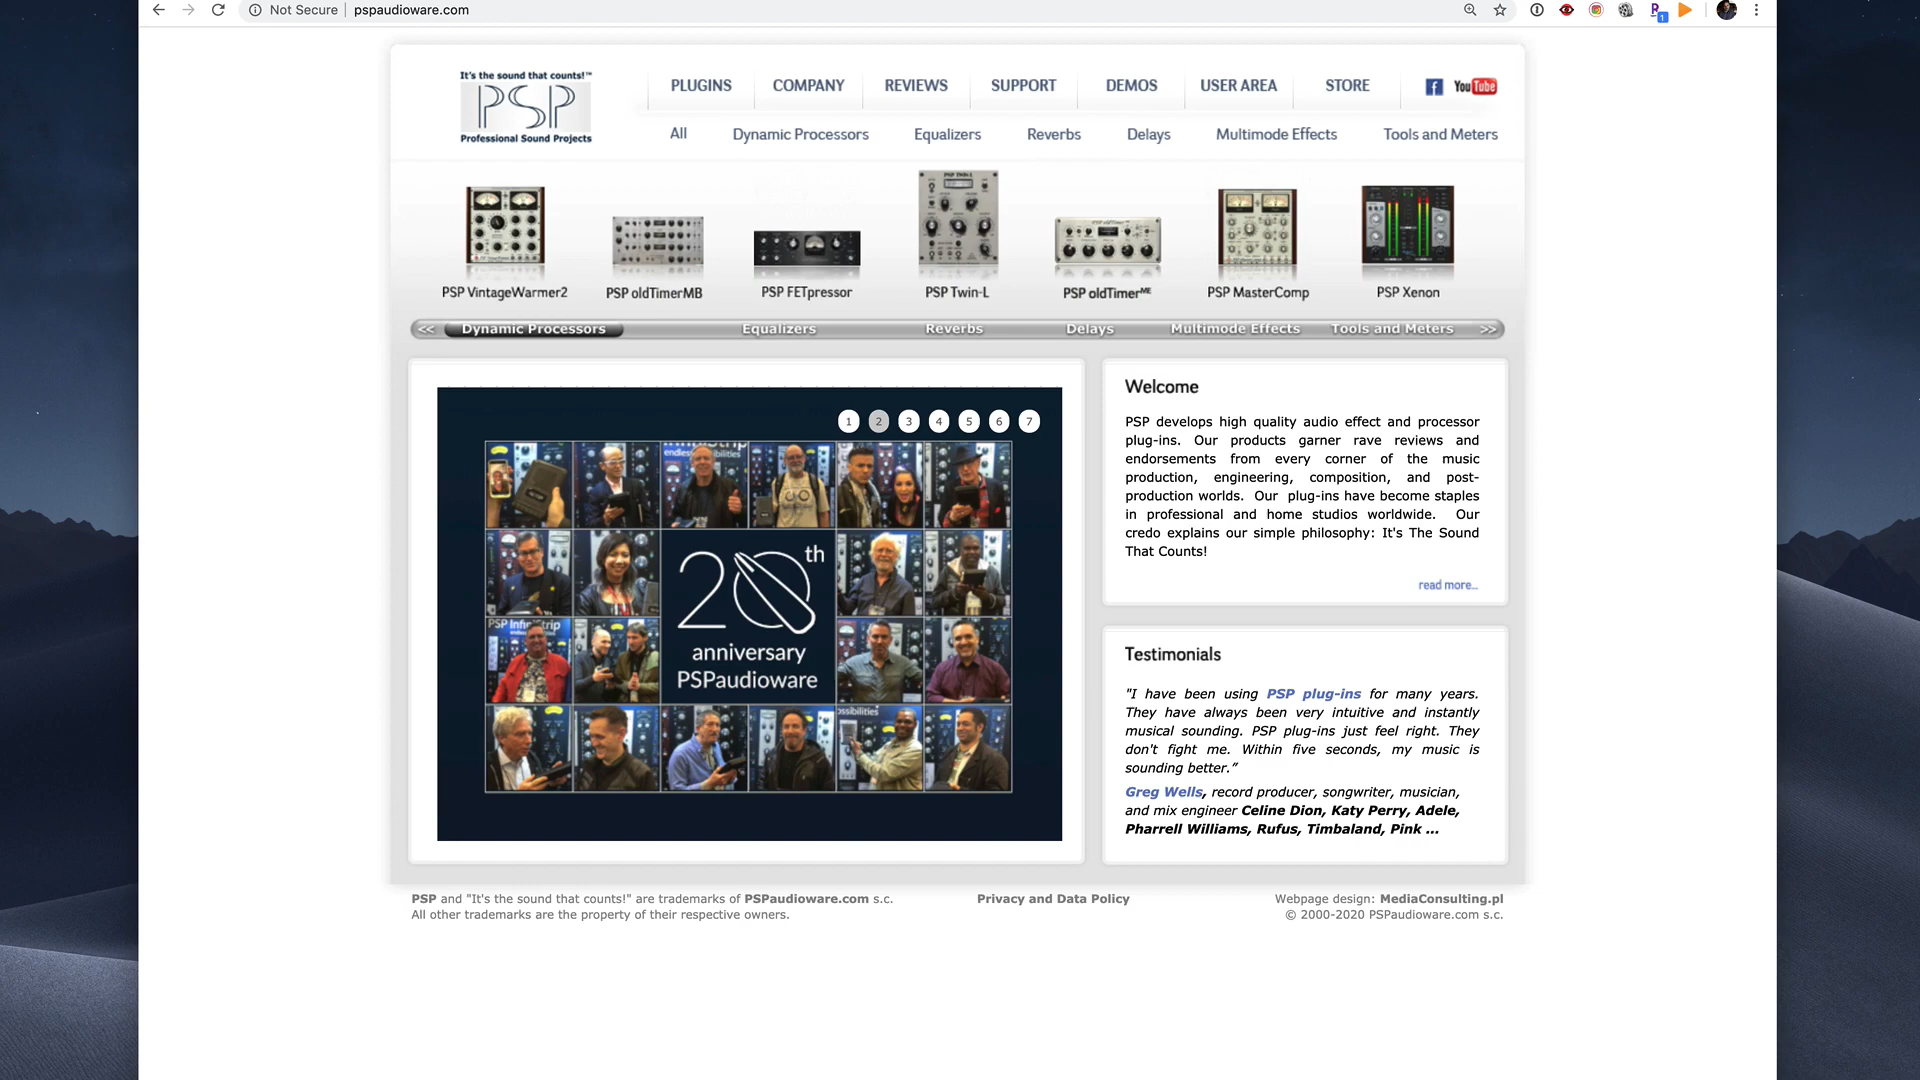 Not Secure
pspaudioware.com
1
It's the sound that counts!™
PSP
Professional Sound Projects
PLUGINS
COMPANY
REVIEWS
SUPPORT
DEMOS
USER AREA
STORE
You Tube
All
Dynamic Processors
Equalizers
Reverbs
Delays
Multimode Effects
Tools and Meters
PSP VintageWarmer2
PSP oldTimerMB
PSP FETpressor
PSP Twin-L
PSP oldTimerME
PSP MasterComp
PSP Xenon
<<
Dynamic Processors
Equalizers
Reverbs
Delays
Multimode Effects
Tools and Meters
>>
1 2 3 4 5 6 7
20th
anniversary
PSPaudioware
Welcome
PSP develops high quality audio effect and processor
plug-ins. Our products garner rave reviews and
endorsements from every corner of the music
production, engineering, composition, and post-
production worlds. Our plug-ins have become staples
in professional and home studios worldwide. Our
credo explains our simple philosophy: It's The Sound
That Counts!
read more...
Testimonials
"I have been using PSP plug-ins for many years.
They have always been very intuitive and instantly
musical sounding. PSP plug-ins just feel right. They
don't fight me. Within five seconds, my music is
sounding better.”
Greg Wells, record producer, songwriter, musician,
and mix engineer Celine Dion, Katy Perry, Adele,
Pharrell Williams, Rufus, Timbaland, Pink ...
PSP and "It's the sound that counts!" are trademarks of PSPaudioware.com s.c.
All other trademarks are the property of their respective owners.
Privacy and Data Policy
Webpage design: MediaConsulting.pl
© 2000-2020 PSPaudioware.com s.c.